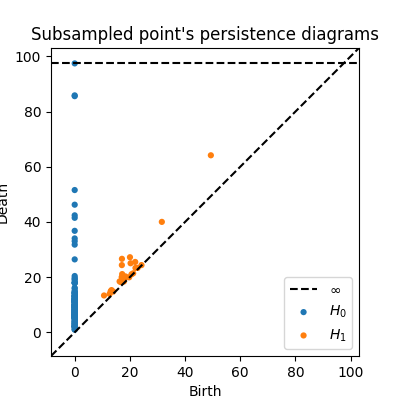 Subsampled point's persistence diagrams
100
80
60
40
20
0
Death
0 20 40 60 80 100
Birth
∞
H₀
H₁